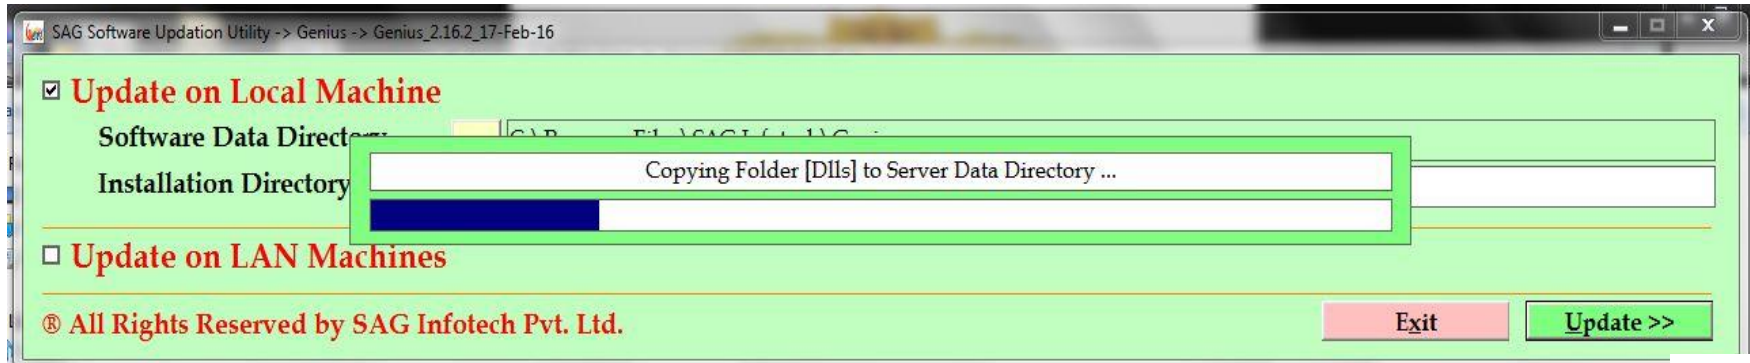 SAG Software Updation Utility -> Genius -> Genius_2.16.2_17-Feb-16
Update on Local Machine
Software Data Direct
Copying Folder [Dlls] to Server Data Directory ...
Installation Directory
Update on LAN Machines
® All Rights Reserved by SAG Infotech Pvt. Ltd.
Exit
Update >>